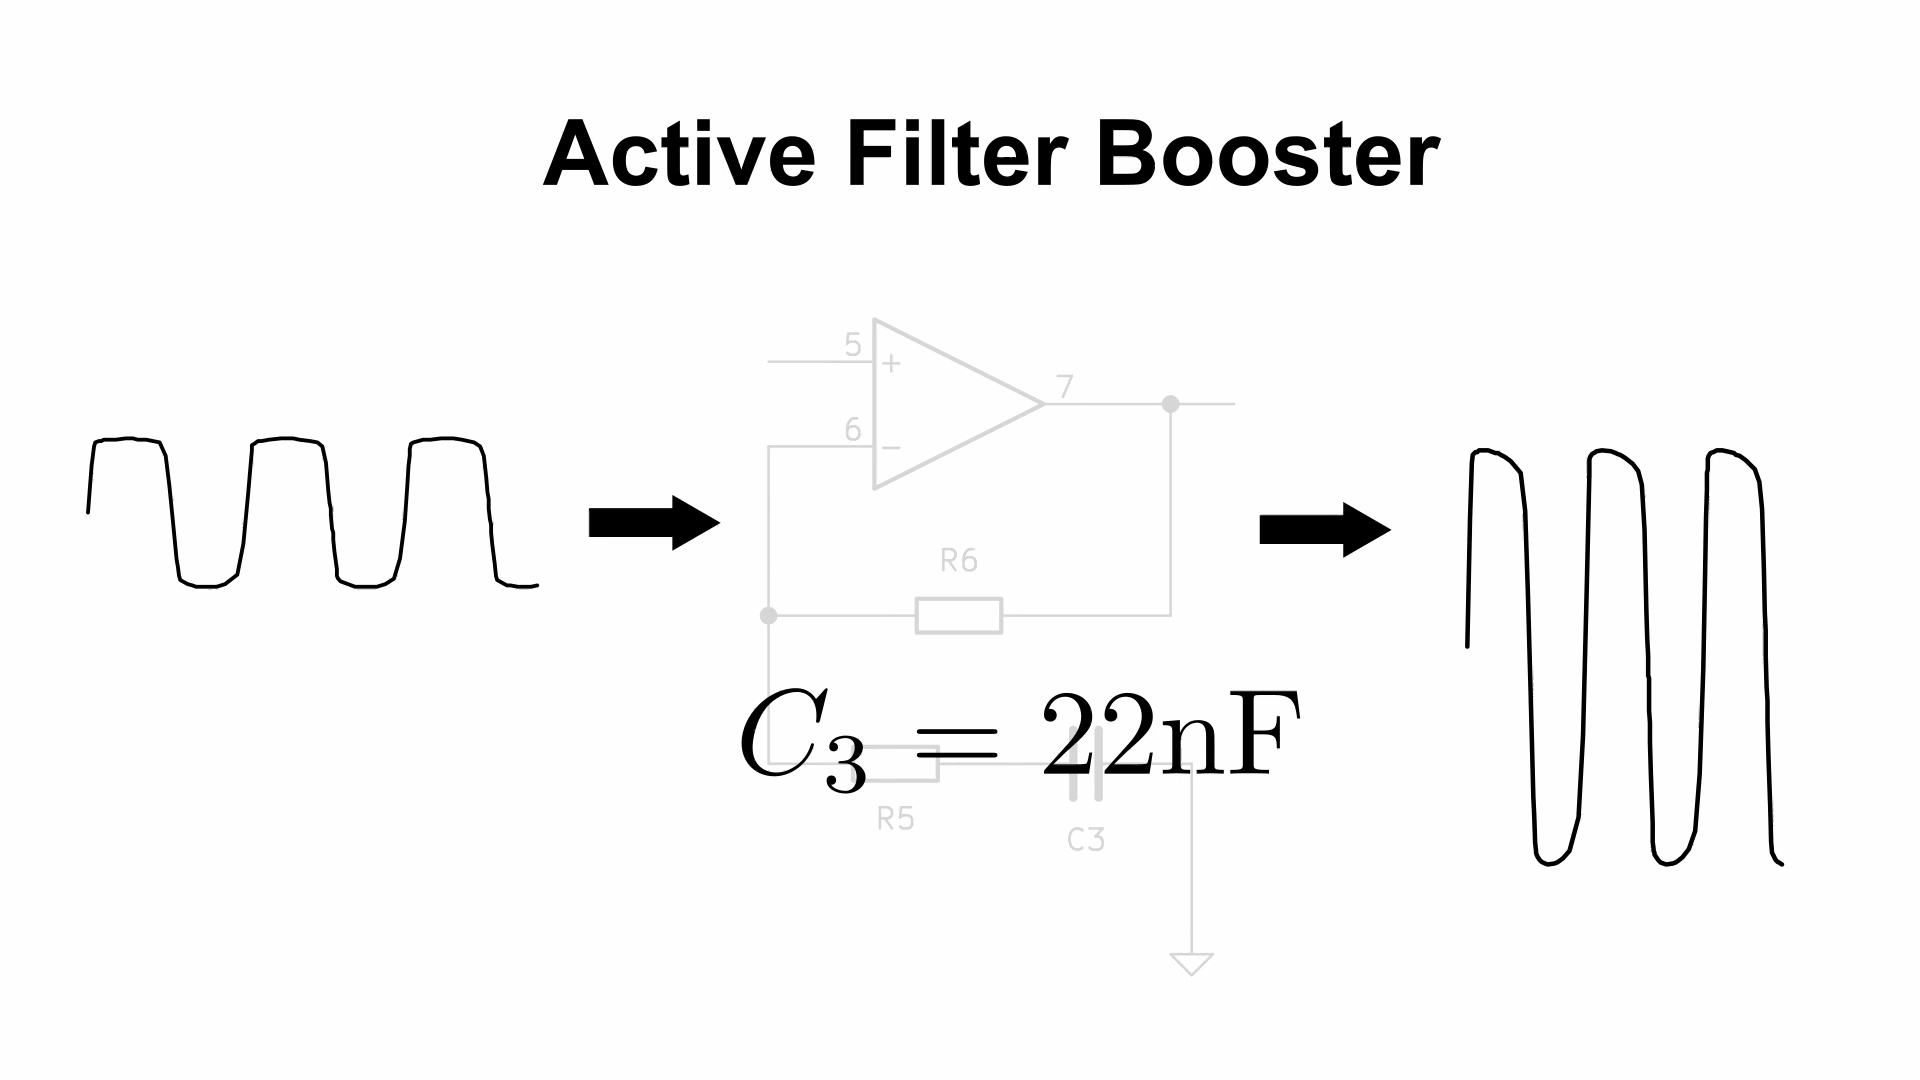 Active Filter Booster
5
+
7
6
−
R6
C₃ = 22nF
R5
C3